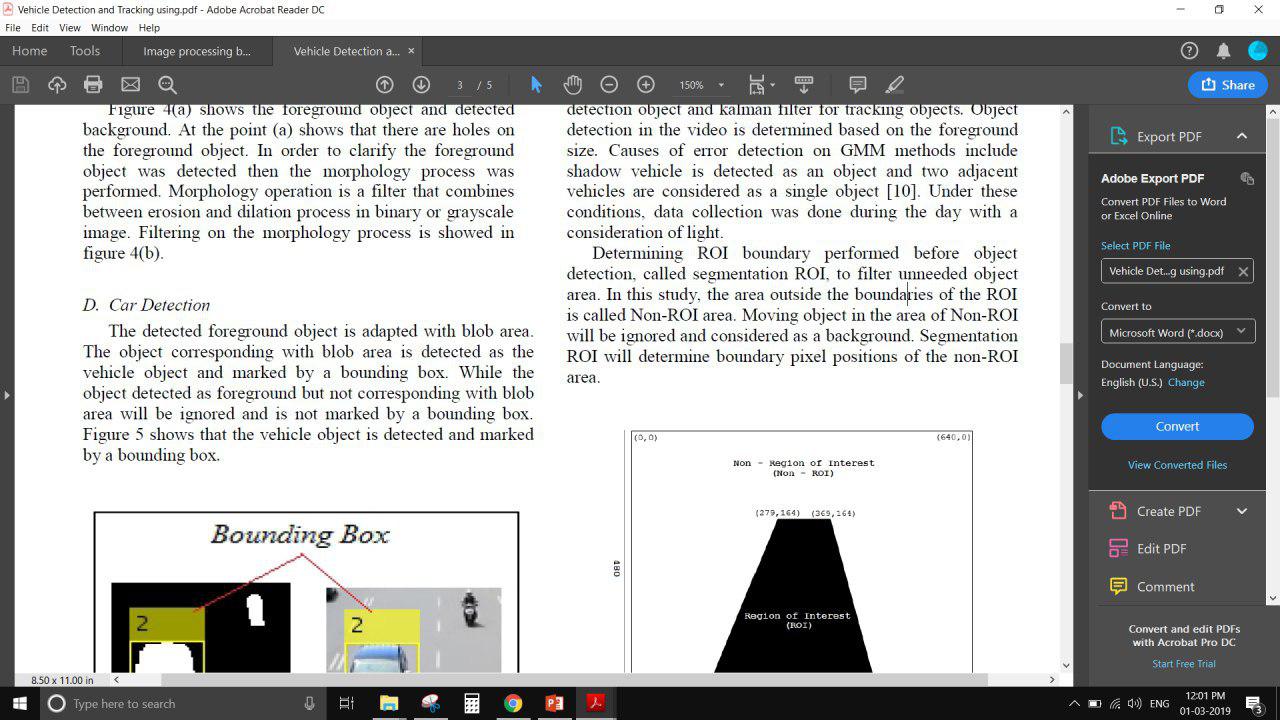 Vehicle Detection and Tracking using.pdf - Adobe Acrobat Reader DC
File Edit View Window Help
Home Tools Image processing b... Vehicle Detection a... ×
3 / 5 150% Share
Figure 4(a) shows the foreground object and detected
background. At the point (a) shows that there are holes on
the foreground object. In order to clarify the foreground
object was detected then the morphology process was
performed. Morphology operation is a filter that combines
between erosion and dilation process in binary or grayscale
image. Filtering on the morphology process is showed in
figure 4(b).
D. Car Detection
The detected foreground object is adapted with blob area.
The object corresponding with blob area is detected as the
vehicle object and marked by a bounding box. While the
object detected as foreground but not corresponding with blob
area will be ignored and is not marked by a bounding box.
Figure 5 shows that the vehicle object is detected and marked
by a bounding box.
Bounding Box
2
2
detection object and kalman filter for tracking objects. Object
detection in the video is determined based on the foreground
size. Causes of error detection on GMM methods include
shadow vehicle is detected as an object and two adjacent
vehicles are considered as a single object [10]. Under these
conditions, data collection was done during the day with a
consideration of light.
Determining ROI boundary performed before object
detection, called segmentation ROI, to filter unneeded object
area. In this study, the area outside the boundaries of the ROI
is called Non-ROI area. Moving object in the area of Non-ROI
will be ignored and considered as a background. Segmentation
ROI will determine boundary pixel positions of the non-ROI
area.
(0,0) (640,0)
Non - Region of Interest
(Non - ROI)
(279,164) (369,164)
480
Region of Interest
(ROI)
Export PDF
Adobe Export PDF
Convert PDF Files to Word
or Excel Online
Select PDF File
Vehicle Det...g using.pdf
Convert to
Microsoft Word (*.docx)
Document Language:
English (U.S.) Change
Convert
View Converted Files
Create PDF
Edit PDF
Comment
Convert and edit PDFs
with Acrobat Pro DC
Start Free Trial
8.50 x 11.00 in
Type here to search
ENG
12:01 PM
01-03-2019
3